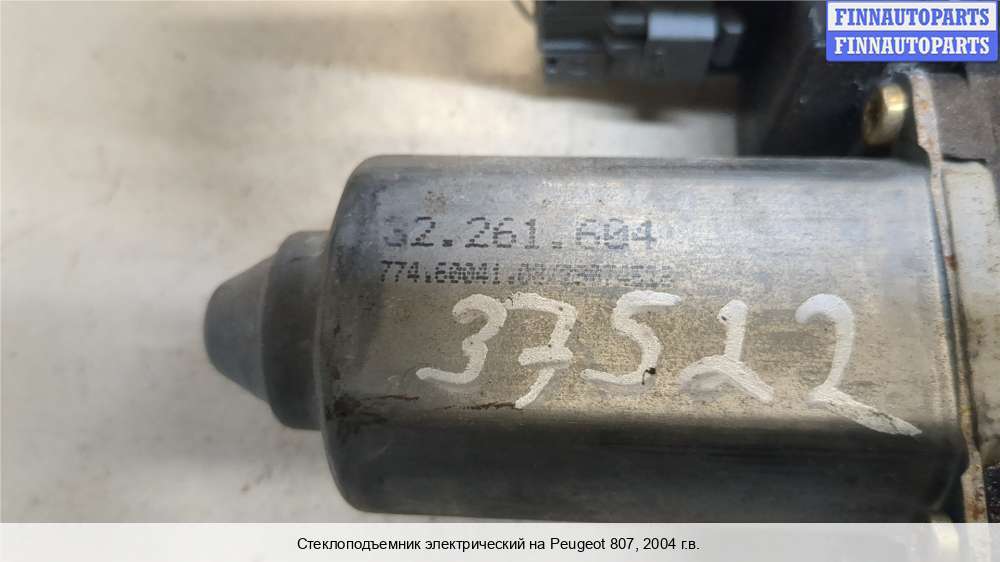 FINNAUTOPARTS
FINNAUTOPARTS
32.261.604
37522
Стеклоподъемник электрический на Peugeot 807, 2004 г.в.